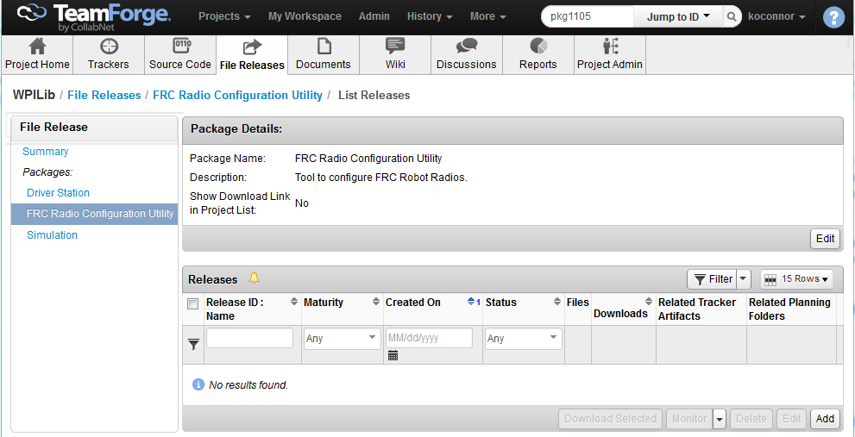 TeamForge.
by CollabNet
Projects My Workspace Admin History More pkg1105 Jump to ID koconnor ?
Project Home Trackers Source Code File Releases Documents Wiki Discussions Reports Project Admin
WPILib / File Releases / FRC Radio Configuration Utility / List Releases
File Release
Summary
Packages:
Driver Station
FRC Radio Configuration Utility
Simulation
Package Details:
Package Name: FRC Radio Configuration Utility
Description: Tool to configure FRC Robot Radios.
Show Download Link
in Project List: No
Edit
Releases Filter 15 Rows
Release ID : Name Maturity Created On 1 Status Files Downloads Related Tracker Artifacts Related Planning Folders
Any MM/dd/yyyy Any
No results found.
Download Selected Monitor Delete Edit Add